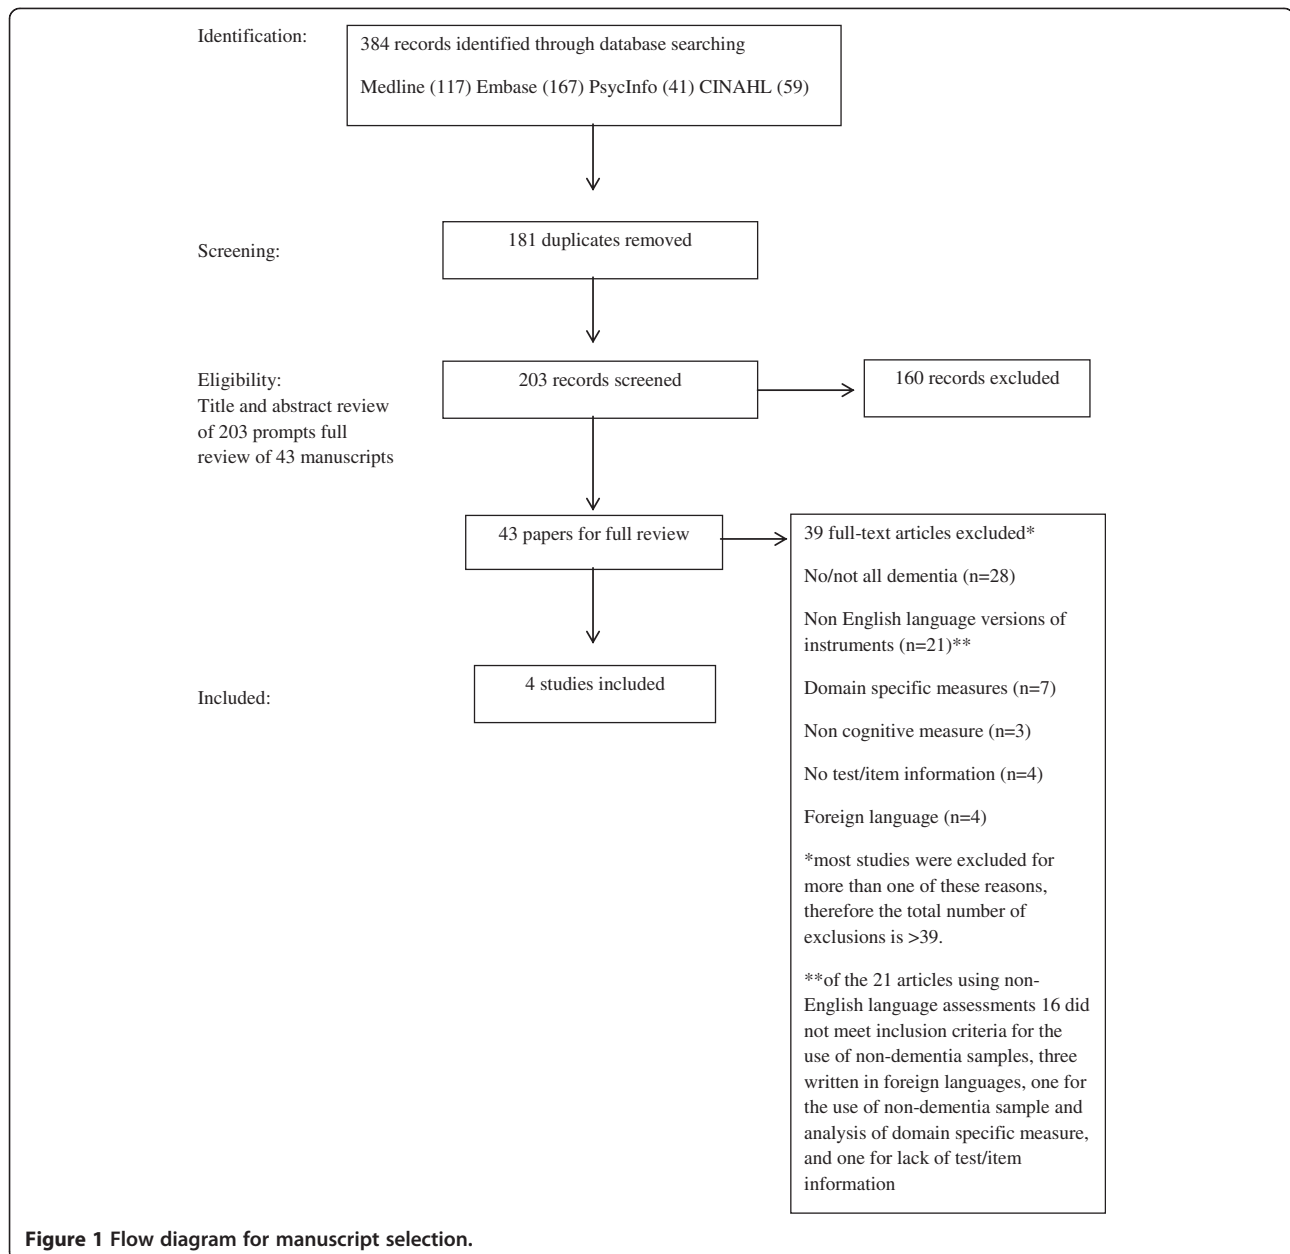 Identification:
384 records identified through database searching
Medline (117) Embase (167) PsycInfo (41) CINAHL (59)
Screening:
181 duplicates removed
Eligibility:
Title and abstract review
of 203 prompts full
review of 43 manuscripts
203 records screened
160 records excluded
43 papers for full review
39 full-text articles excluded*
No/not all dementia (n=28)
Non English language versions of
instruments (n=21)**
Domain specific measures (n=7)
Non cognitive measure (n=3)
No test/item information (n=4)
Foreign language (n=4)
*most studies were excluded for
more than one of these reasons,
therefore the total number of
exclusions is >39.
**of the 21 articles using non-
English language assessments 16 did
not meet inclusion criteria for the
use of non-dementia samples, three
written in foreign languages, one for
the use of non-dementia sample and
analysis of domain specific measure,
and one for lack of test/item
information
Included:
4 studies included
Figure 1 Flow diagram for manuscript selection.